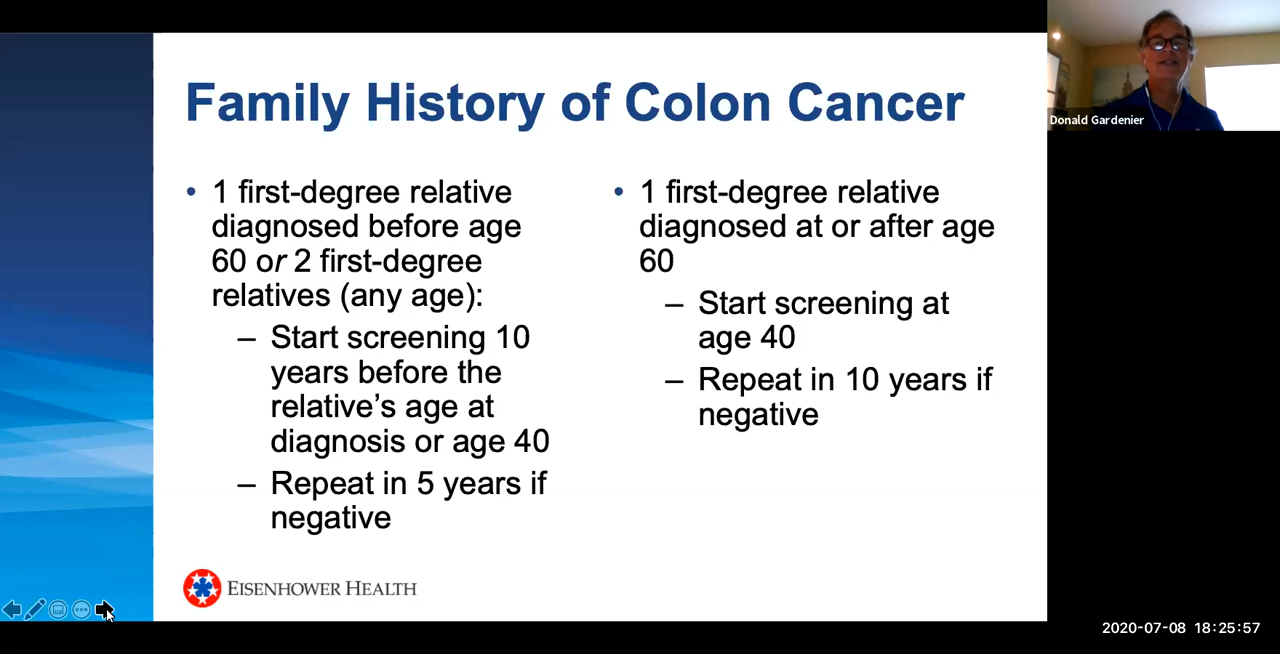 Family History of Colon Cancer
• 1 first-degree relative
diagnosed before age
60 or 2 first-degree
relatives (any age):
– Start screening 10
years before the
relative’s age at
diagnosis or age 40
– Repeat in 5 years if
negative
• 1 first-degree relative
diagnosed at or after age
60
– Start screening at
age 40
– Repeat in 10 years if
negative
EISENHOWER HEALTH
Donald Gardenier
2020-07-08 18:25:57